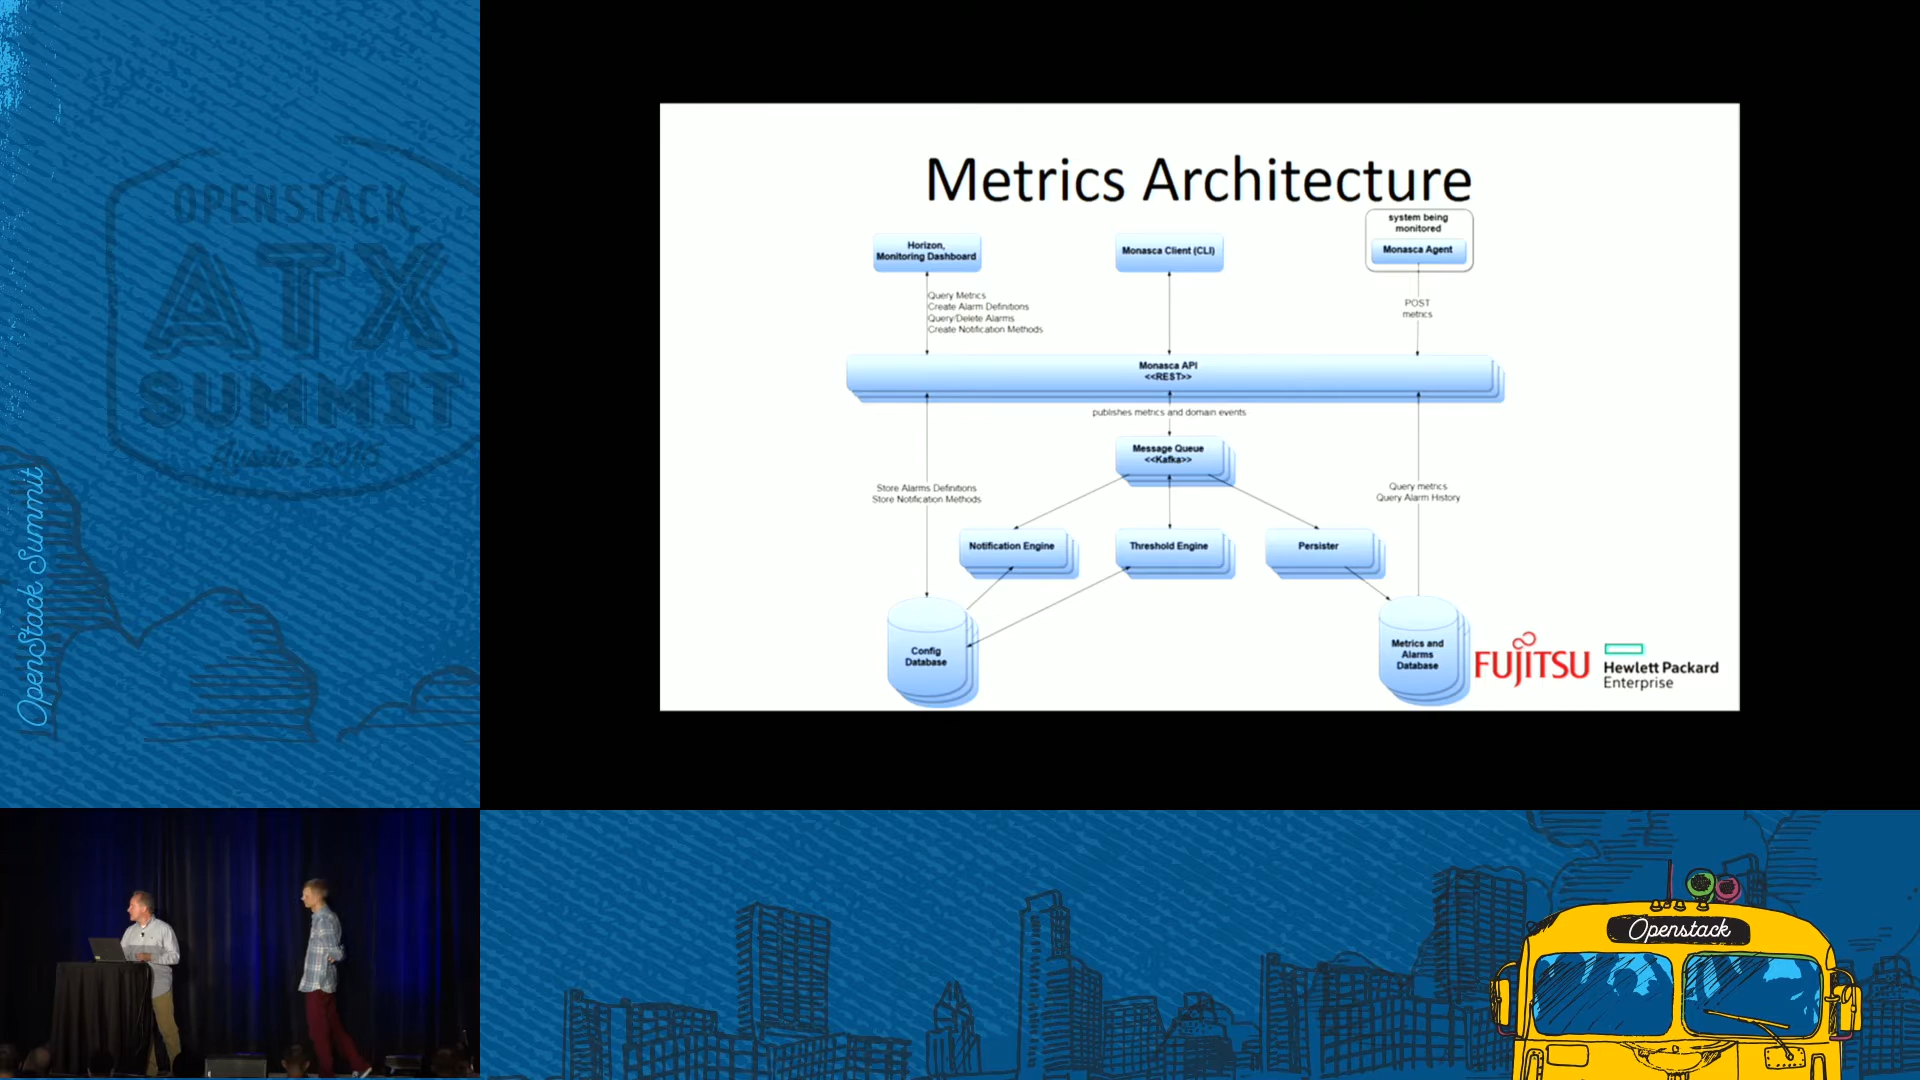 OPENSTACK
ATX
SUMMIT
Austin 2016
OpenStack Summit
Metrics Architecture
system being
monitored
Monasca Agent
Horizon,
Monitoring Dashboard
Monasca Client (CLI)
Query Metrics
Create Alarm Definitions
Query/Delete Alarms
Create Notification Methods
POST
metrics
Monasca API
<<REST>>
publishes metrics and domain events
Message Queue
<<Kafka>>
Store Alarms Definitions
Store Notification Methods
Query metrics
Query Alarm History
Notification Engine
Threshold Engine
Persister
Config
Database
Metrics and
Alarms
Database
FUJITSU
Hewlett Packard
Enterprise
Openstack